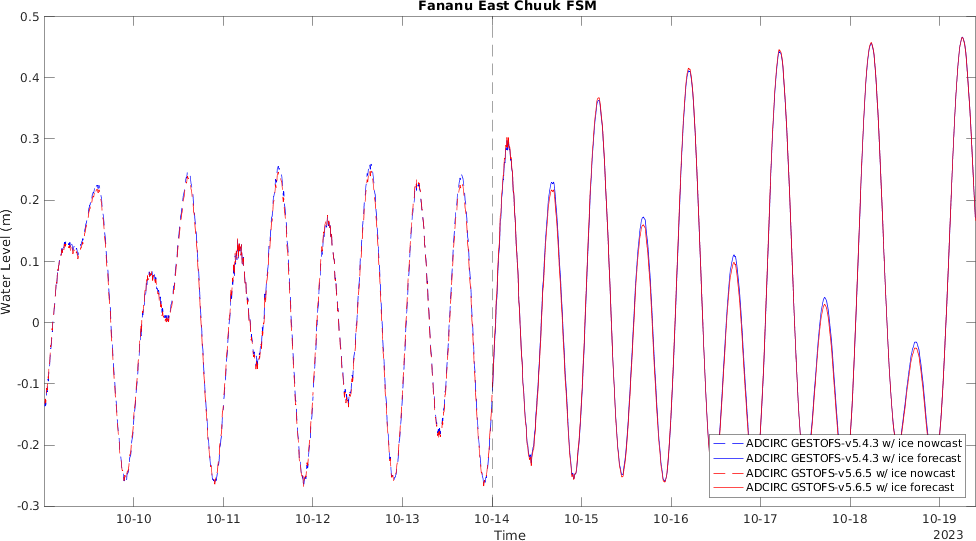 Fananu East Chuuk FSM
0.5
0.4
0.3
0.2
0.1
0
-0.1
-0.2
-0.3
Water Level (m)
10-10 10-11 10-12 10-13 10-14 10-15 10-16 10-17 10-18 10-19
Time
2023
ADCIRC GESTOFS-v5.4.3 w/ ice nowcast
ADCIRC GESTOFS-v5.4.3 w/ ice forecast
ADCIRC GSTOFS-v5.6.5 w/ ice nowcast
ADCIRC GSTOFS-v5.6.5 w/ ice forecast